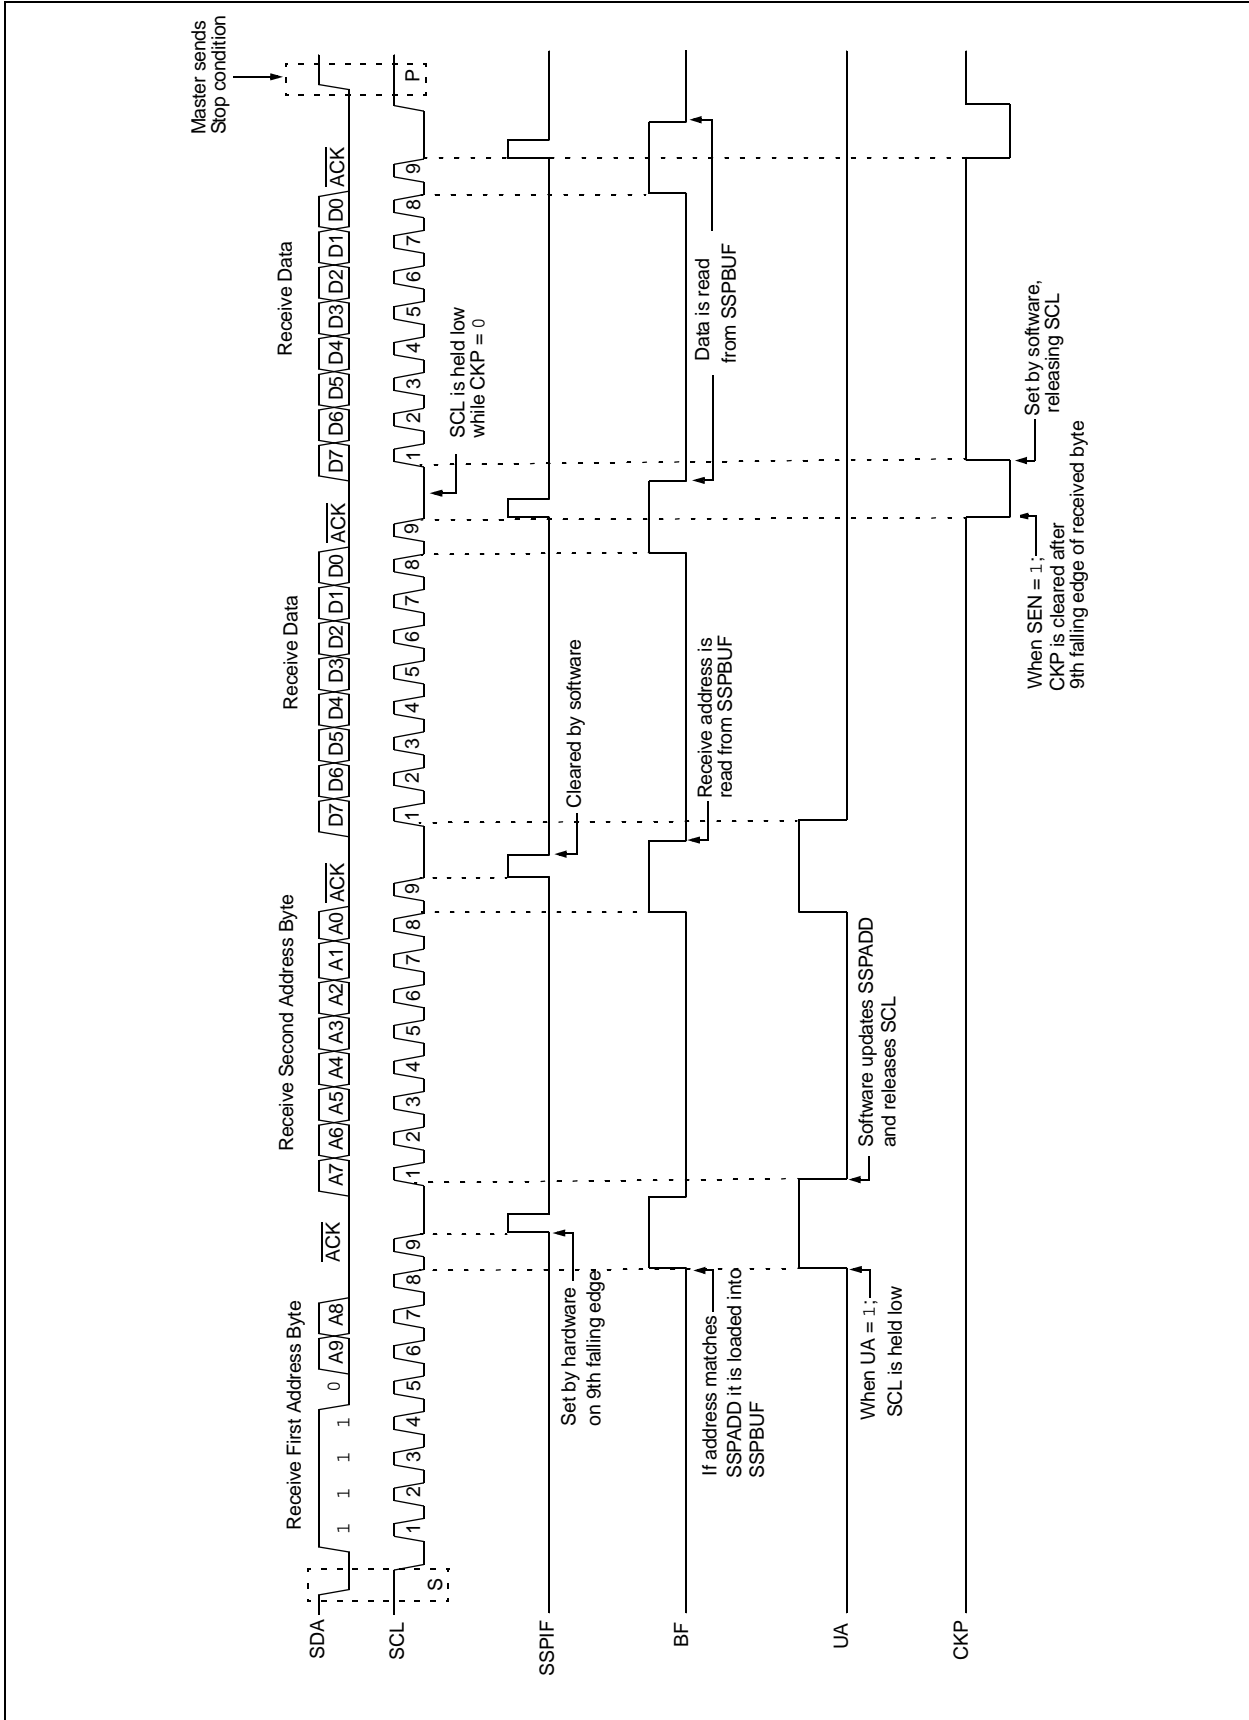 Master sends
Stop condition
Receive First Address Byte
Receive Second Address Byte
Receive Data
Receive Data
SDA
1 1 1 1 0 A9 A8 ACK
A7 A6 A5 A4 A3 A2 A1 A0 ACK
D7 D6 D5 D4 D3 D2 D1 D0 ACK
D7 D6 D5 D4 D3 D2 D1 D0 ACK
SCL
S
1 2 3 4 5 6 7 8 9
1 2 3 4 5 6 7 8 9
1 2 3 4 5 6 7 8 9
1 2 3 4 5 6 7 8 9
P
SCL is held low
while CKP = 0
SSPIF
Set by hardware
on 9th falling edge
Cleared by software
BF
If address matches
SSPADD it is loaded into
SSPBUF
Receive address is
read from SSPBUF
Data is read
from SSPBUF
UA
When UA = 1;
SCL is held low
Software updates SSPADD
and releases SCL
CKP
When SEN = 1;
CKP is cleared after
9th falling edge of received byte
Set by software,
releasing SCL